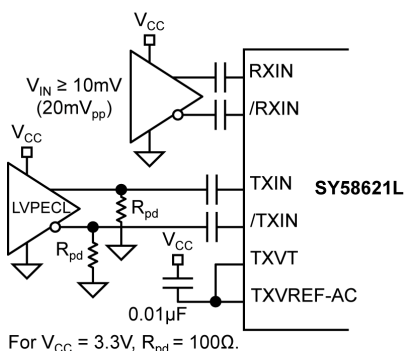 V_CC
V_IN ≥ 10mV
(20mV_pp)
RXIN
/RXIN
V_CC
LVPECL
R_pd
R_pd
TXIN
/TXIN
SY58621L
V_CC
0.01µF
TXVT
TXVREF-AC
For V_CC = 3.3V, R_pd = 100Ω.